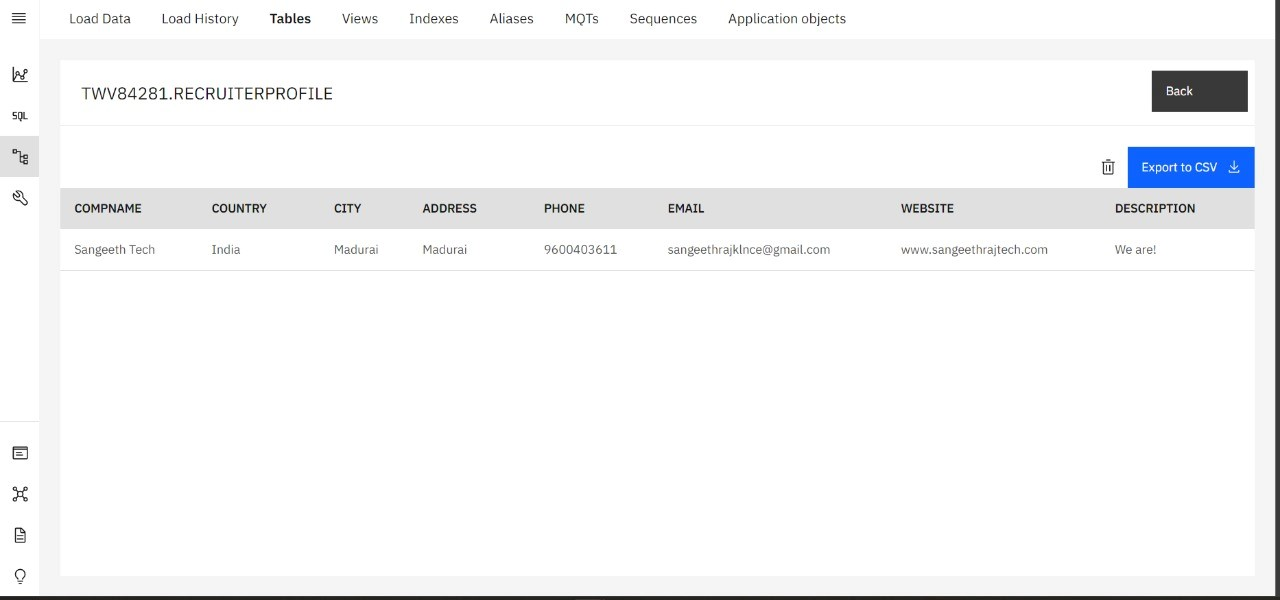 Load Data Load History Tables Views Indexes Aliases MQTs Sequences Application objects
TWV84281.RECRUITERPROFILE Back
SQL
Export to CSV
COMPNAME COUNTRY CITY ADDRESS PHONE EMAIL WEBSITE DESCRIPTION
Sangeeth Tech India Madurai Madurai 9600403611 sangeethrajklnce@gmail.com www.sangeethrajtech.com We are!